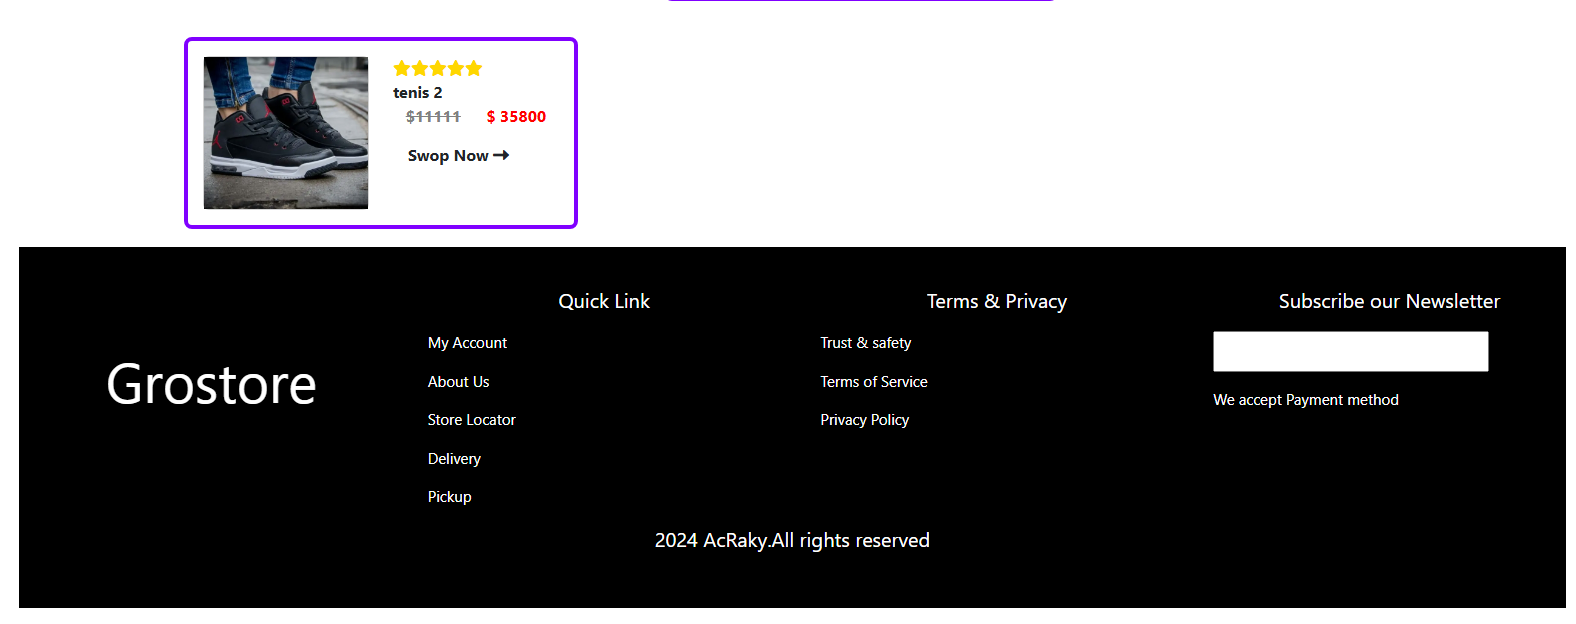 tenis 2
$11111 $ 35800
Swop Now
Grostore
Quick Link
My Account
About Us
Store Locator
Delivery
Pickup
Terms & Privacy
Trust & safety
Terms of Service
Privacy Policy
Subscribe our Newsletter
We accept Payment method
2024 AcRaky.All rights reserved